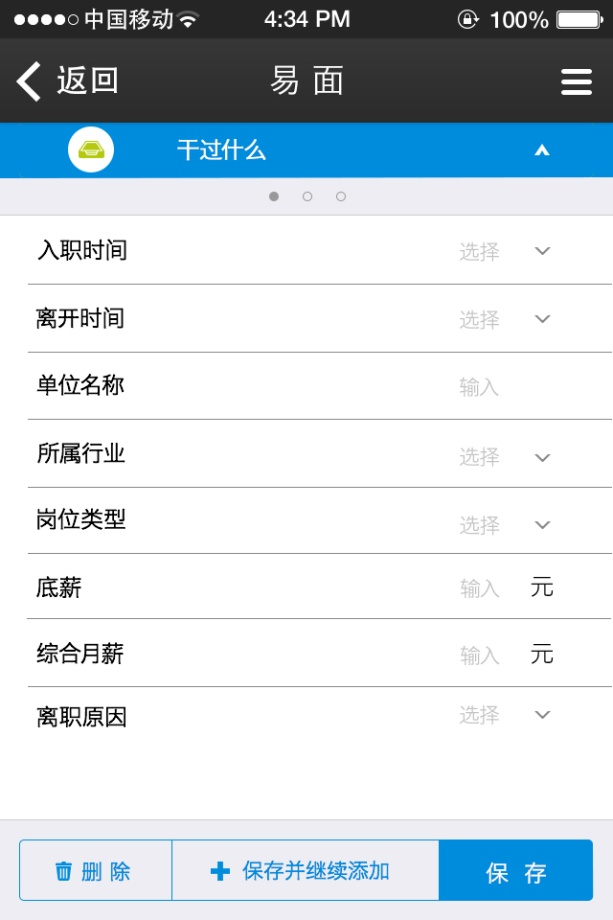 中国移动 4:34 PM 100%
返回 易面
干过什么
入职时间 选择
离开时间 选择
单位名称 输入
所属行业 选择
岗位类型 选择
底薪 输入 元
综合月薪 输入 元
离职原因 选择
删除 保存并继续添加 保存